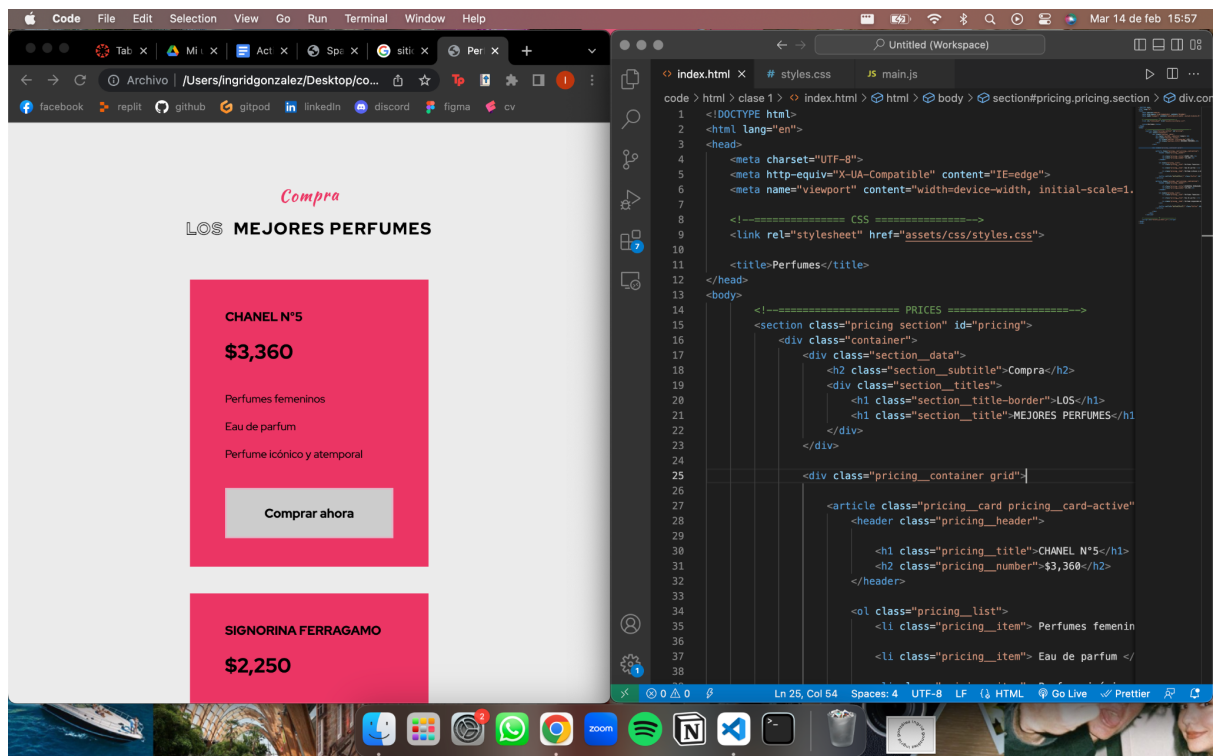 Code File Edit Selection View Go Run Terminal Window Help
Mar 14 de feb 15:57
Tab
Mi
Act
Spa
sitic
Per
Archivo /Users/ingridgonzalez/Desktop/co...
facebook replit github gitpod linkedIn discord figma cv
Compra
LOS MEJORES PERFUMES
CHANEL N°5
$3,360
Perfumes femeninos
Eau de parfum
Perfume icónico y atemporal
Comprar ahora
SIGNORINA FERRAGAMO
$2,250
Untitled (Workspace)
index.html styles.css main.js
code > html > clase 1 > index.html > html > body > section#pricing.pricing.section > div.con
1 <!DOCTYPE html>
2 <html lang="en">
3 <head>
4 <meta charset="UTF-8">
5 <meta http-equiv="X-UA-Compatible" content="IE=edge">
6 <meta name="viewport" content="width=device-width, initial-scale=1.
7
8 <!--=============== CSS ===============-->
9 <link rel="stylesheet" href="assets/css/styles.css">
10
11 <title>Perfumes</title>
12 </head>
13 <body>
14 <!--==================== PRICES ====================-->
15 <section class="pricing section" id="pricing">
16 <div class="container">
17 <div class="section__data">
18 <h2 class="section__subtitle">Compra</h2>
19 <div class="section__titles">
20 <h1 class="section__title-border">LOS</h1>
21 <h1 class="section__title">MEJORES PERFUMES</h1
22 </div>
23 </div>
24
25 <div class="pricing__container grid">
26
27 <article class="pricing__card pricing__card-active"
28 <header class="pricing__header">
29
30 <h1 class="pricing__title">CHANEL N°5</h1>
31 <h2 class="pricing__number">$3,360</h2>
32 </header>
33
34 <ol class="pricing__list">
35 <li class="pricing__item"> Perfumes femenin
36
37 <li class="pricing__item"> Eau de parfum </
38
7
1
0 0 Ln 25, Col 54 Spaces: 4 UTF-8 LF HTML Go Live Prettier
2
zoom